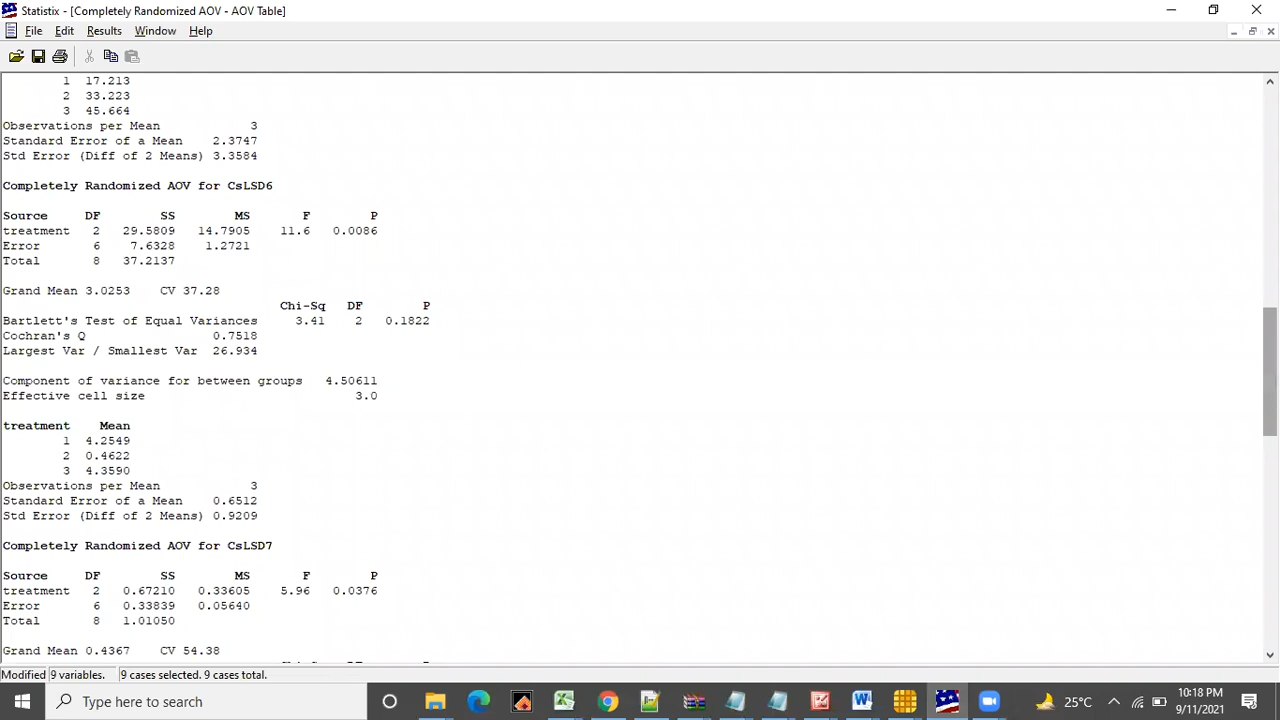 Statistix - [Completely Randomized AOV - AOV Table]
File Edit Results Window Help
1 17.213
2 33.223
3 45.664
Observations per Mean 3
Standard Error of a Mean 2.3747
Std Error (Diff of 2 Means) 3.3584
Completely Randomized AOV for CsLSD6
Source DF SS MS F P
treatment 2 29.5809 14.7905 11.6 0.0086
Error 6 7.6328 1.2721
Total 8 37.2137
Grand Mean 3.0253 CV 37.28
Chi-Sq DF P
Bartlett's Test of Equal Variances 3.41 2 0.1822
Cochran's Q 0.7518
Largest Var / Smallest Var 26.934
Component of variance for between groups 4.50611
Effective cell size 3.0
treatment Mean
1 4.2549
2 0.4622
3 4.3590
Observations per Mean 3
Standard Error of a Mean 0.6512
Std Error (Diff of 2 Means) 0.9209
Completely Randomized AOV for CsLSD7
Source DF SS MS F P
treatment 2 0.67210 0.33605 5.96 0.0376
Error 6 0.33839 0.05640
Total 8 1.01050
Grand Mean 0.4367 CV 54.38
Modified 9 variables. 9 cases selected. 9 cases total.
Type here to search
25°C
10:18 PM
9/11/2021